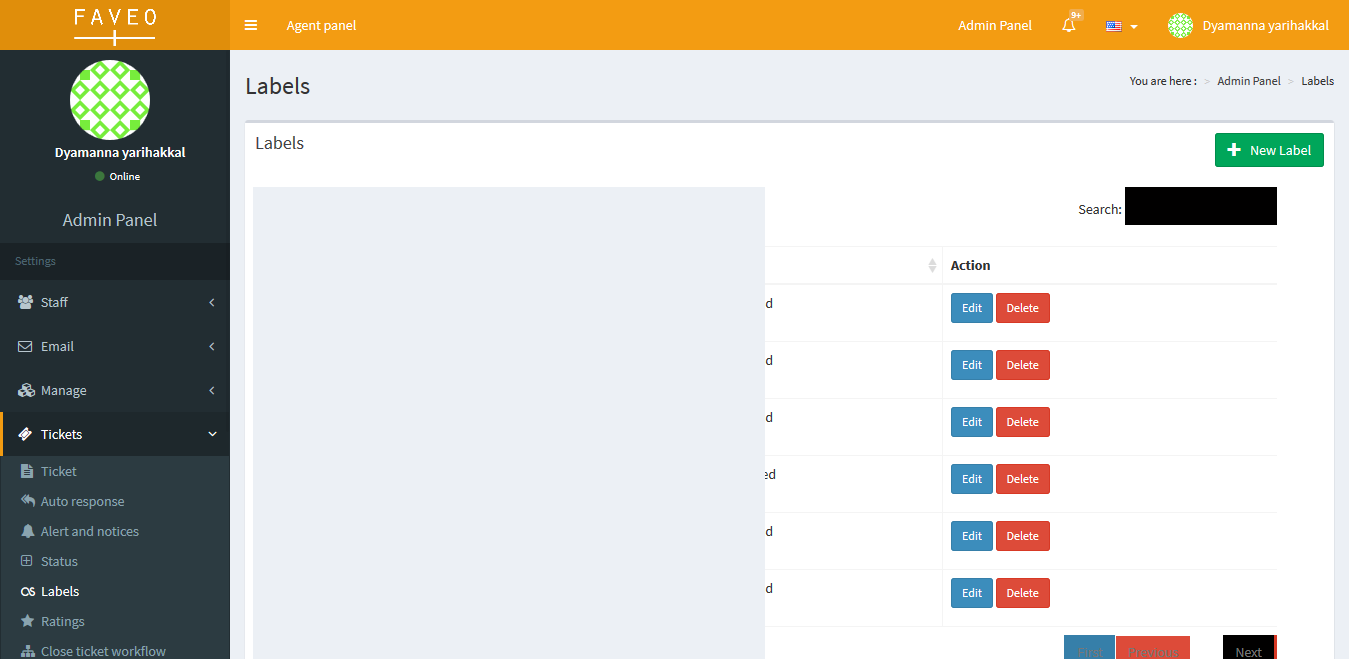 FAVEO
Agent panel
Admin Panel
9+
Dyamanna yarihakkal
Dyamanna yarihakkal
Online
Admin Panel
Settings
Staff
Email
Manage
Tickets
Ticket
Auto response
Alert and notices
Status
Labels
Ratings
Close ticket workflow
Labels
You are here : > Admin Panel > Labels
Labels
New Label
Search:
Action
d Edit Delete
d Edit Delete
d Edit Delete
ed Edit Delete
d Edit Delete
d Edit Delete
First Previous Next